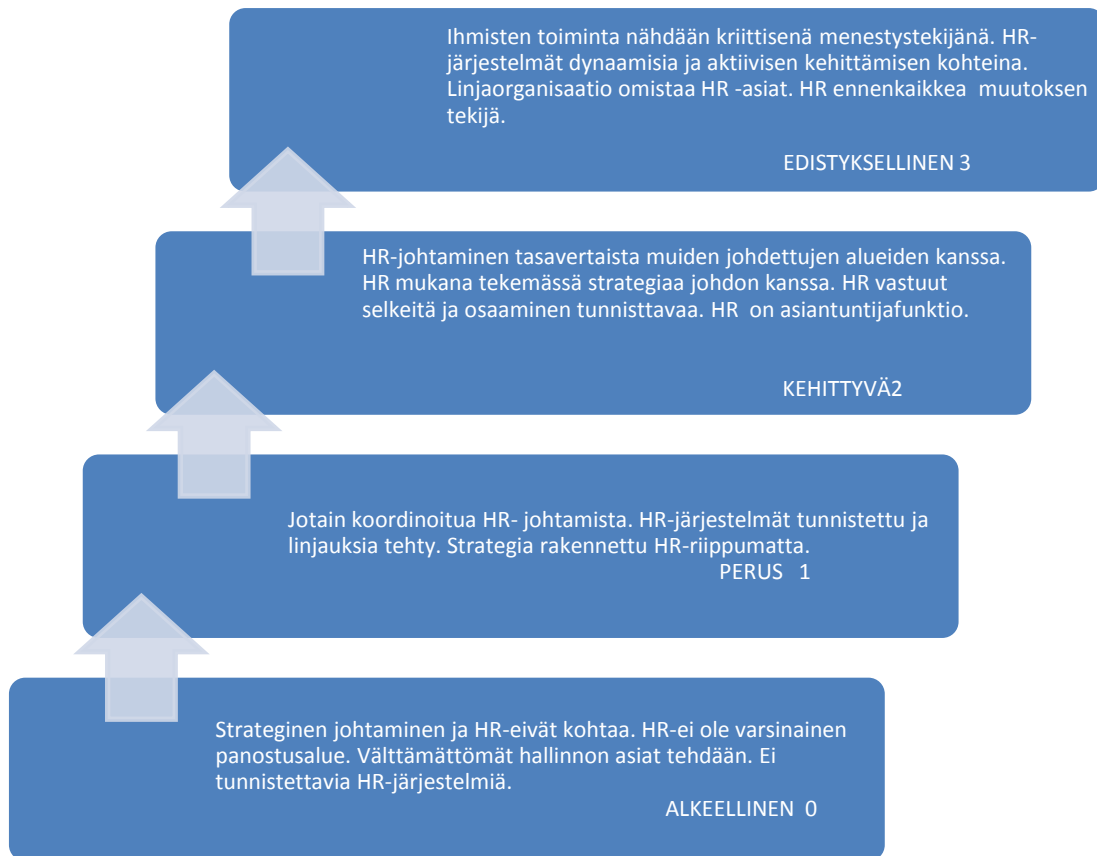 Ihmisten toiminta nähdään kriittisenä menestystekijänä. HR-
järjestelmät dynaamisia ja aktiivisen kehittämisen kohteina.
Linjaorganisaatio omistaa HR -asiat. HR ennenkaikkea muutoksen
tekijä.
EDISTYKSELLINEN 3
HR-johtaminen tasavertaista muiden johdettujen alueiden kanssa.
HR mukana tekemässä strategiaa johdon kanssa. HR vastuut
selkeitä ja osaaminen tunnisttavaa. HR on asiantuntijafunktio.
KEHITTYVÄ2
Jotain koordinoitua HR- johtamista. HR-järjestelmät tunnistettu ja
linjauksia tehty. Strategia rakennettu HR-riippumatta.
PERUS 1
Strateginen johtaminen ja HR-eivät kohtaa. HR-ei ole varsinainen
panostusalue. Välttämättömät hallinnon asiat tehdään. Ei
tunnistettavia HR-järjestelmiä.
ALKEELLINEN 0